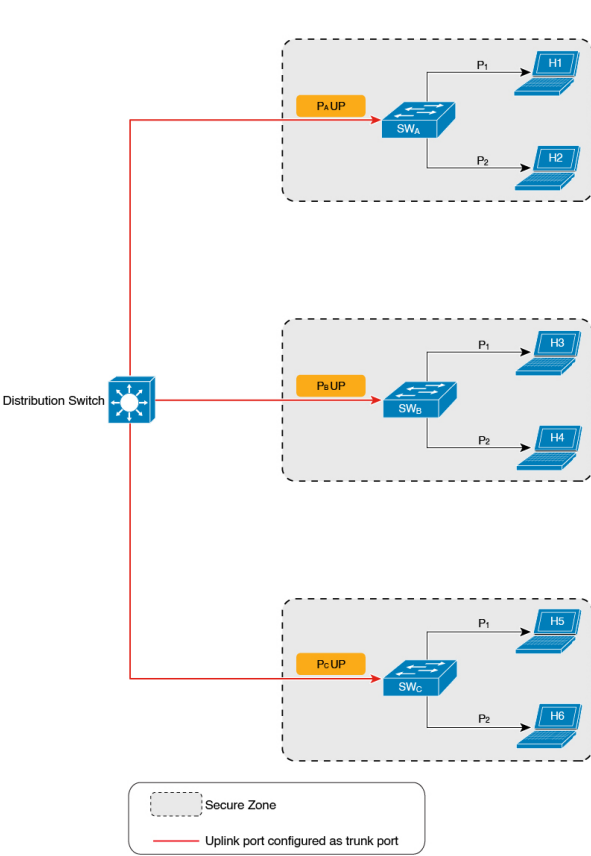 P₁
H1
PA UP
SWA
P₂
H2
P₁
H3
Distribution Switch
PB UP
SWB
P₂
H4
P₁
H5
PC UP
SWC
P₂
H6
Secure Zone
Uplink port configured as trunk port